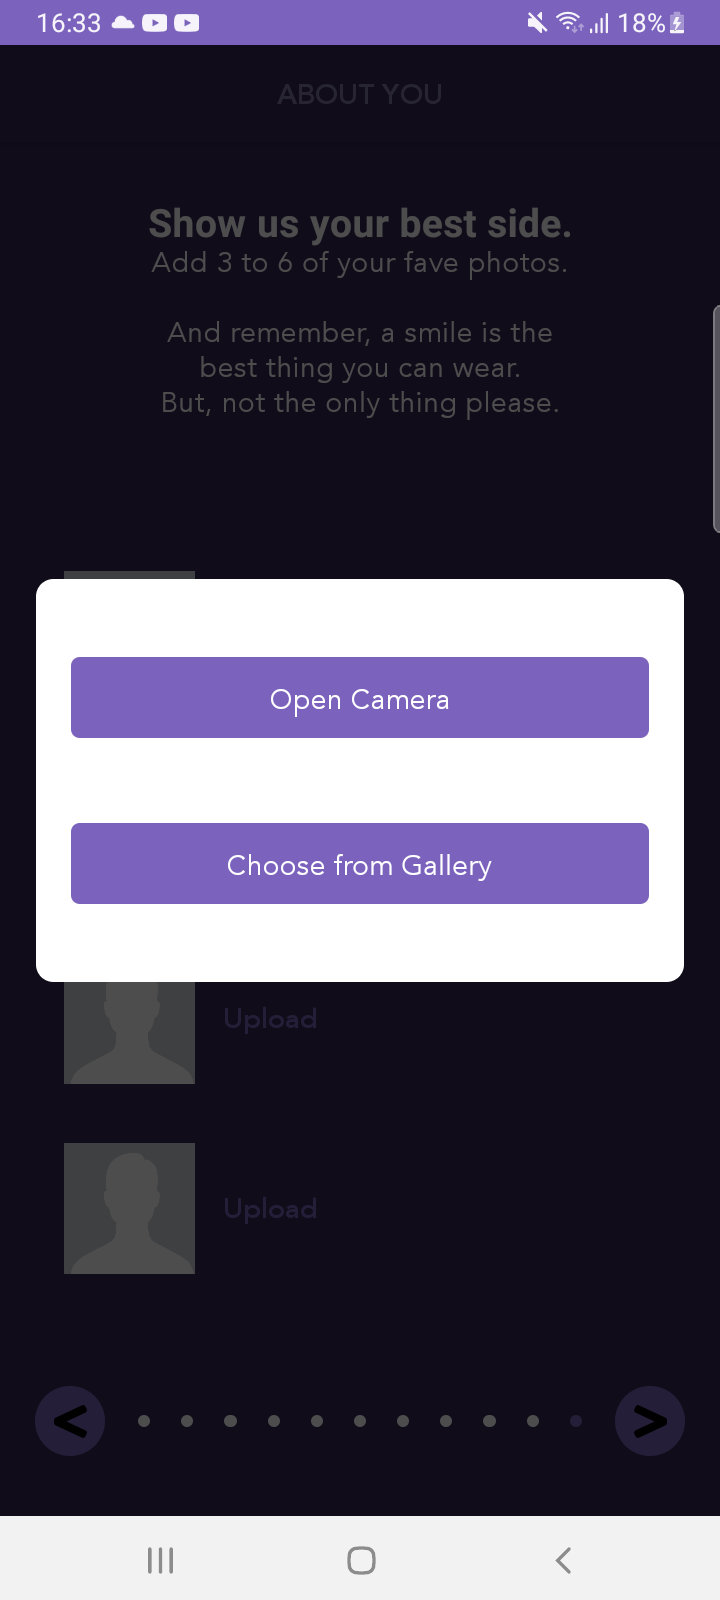 16:33
18%
ABOUT YOU
Show us your best side.
Add 3 to 6 of your fave photos.
And remember, a smile is the
best thing you can wear.
But, not the only thing please.
Open Camera
Choose from Gallery
Upload
Upload
< >